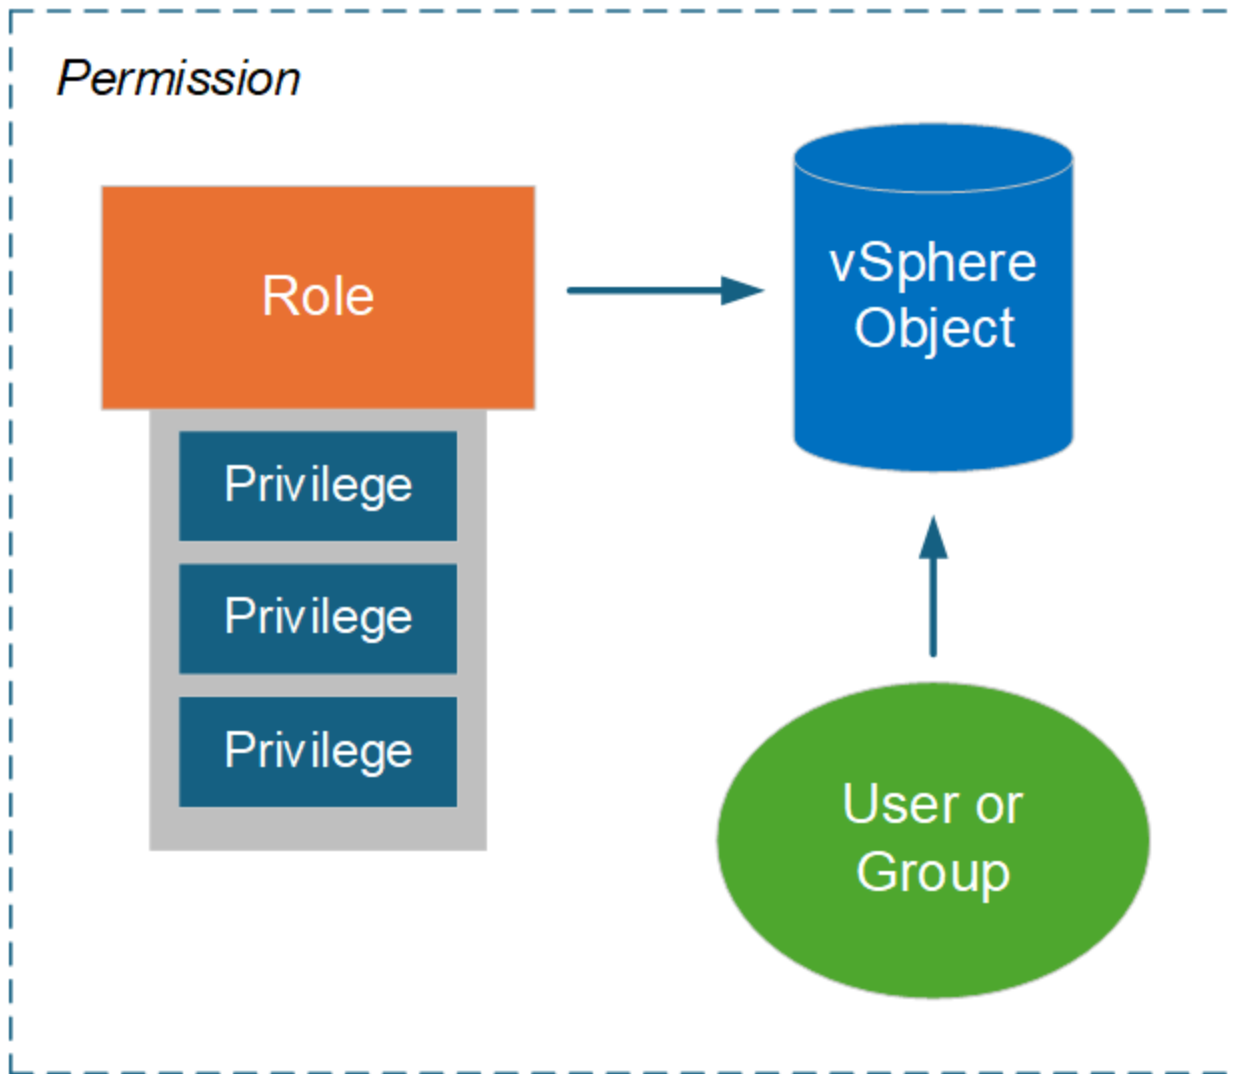 Permission
Role
vSphere
Object
Privilege
Privilege
Privilege
User or
Group